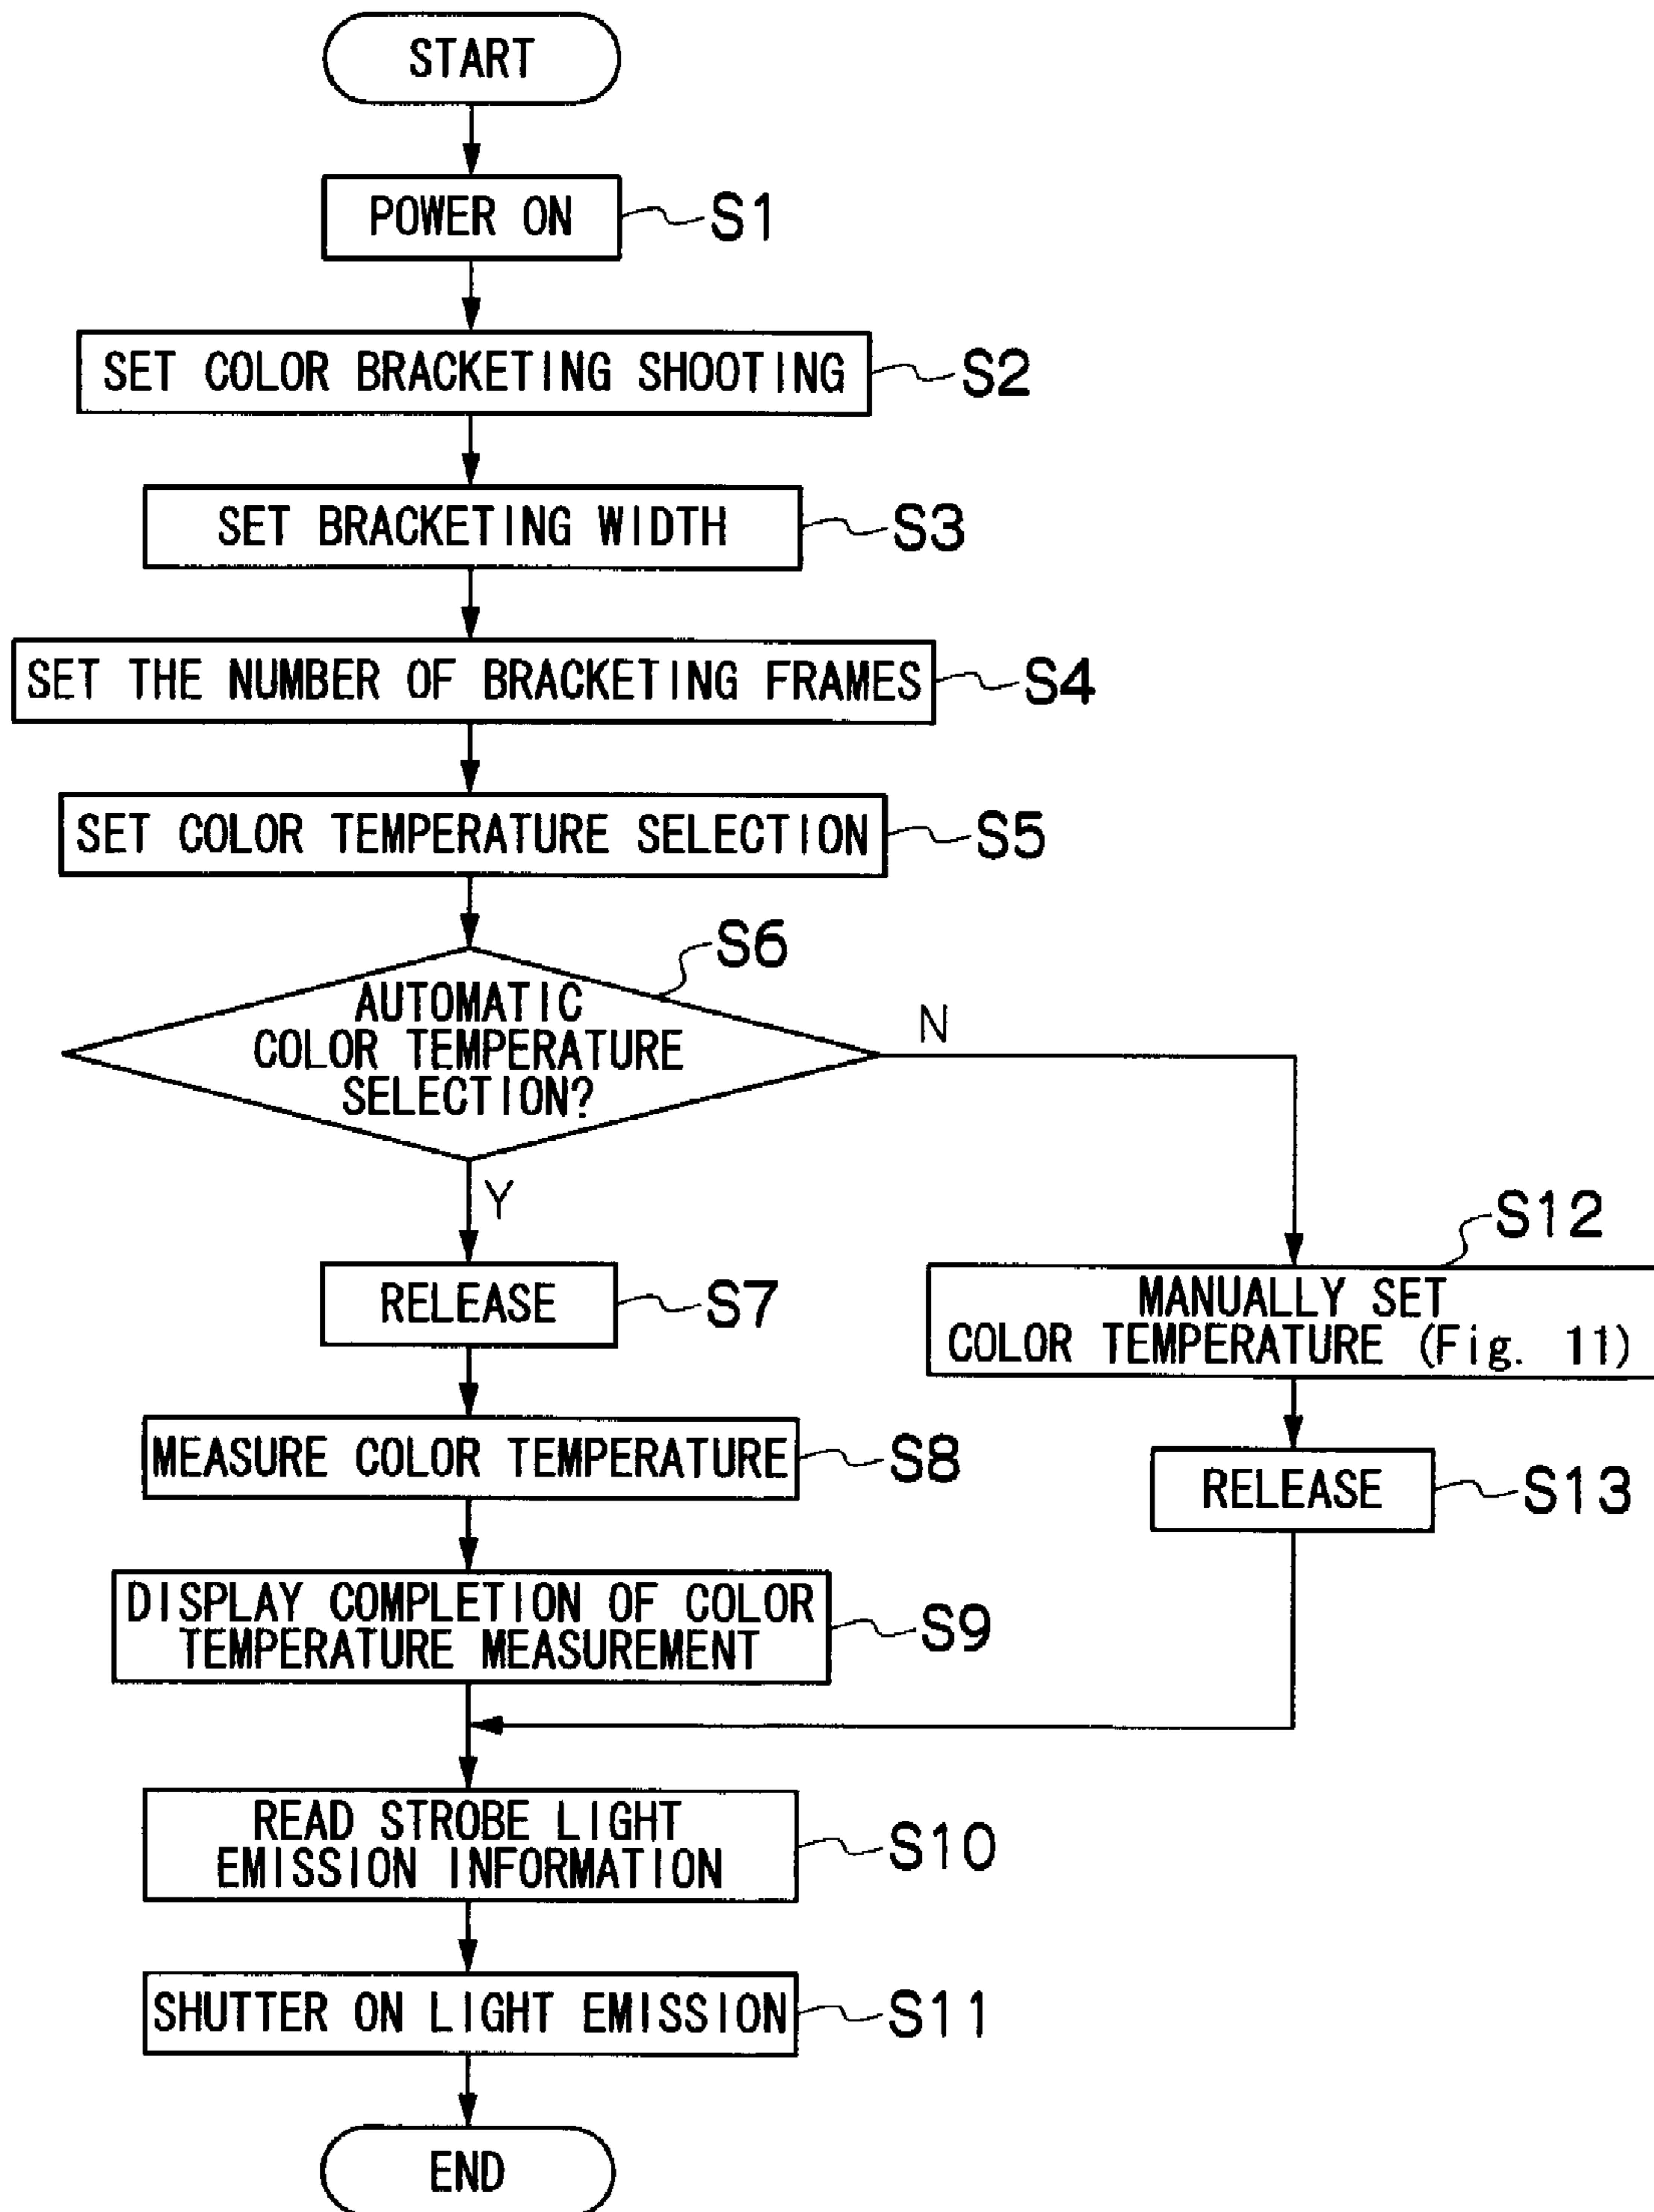 START
POWER ON
S1
SET COLOR BRACKETING SHOOTING
S2
SET BRACKETING WIDTH
S3
SET THE NUMBER OF BRACKETING FRAMES
S4
SET COLOR TEMPERATURE SELECTION
S5
S6
AUTOMATIC
COLOR TEMPERATURE
SELECTION?
N
Y
RELEASE
S7
MEASURE COLOR TEMPERATURE
S8
DISPLAY COMPLETION OF COLOR
TEMPERATURE MEASUREMENT
S9
S12
MANUALLY SET
COLOR TEMPERATURE (Fig. 11)
RELEASE
S13
READ STROBE LIGHT
EMISSION INFORMATION
S10
SHUTTER ON LIGHT EMISSION
S11
END